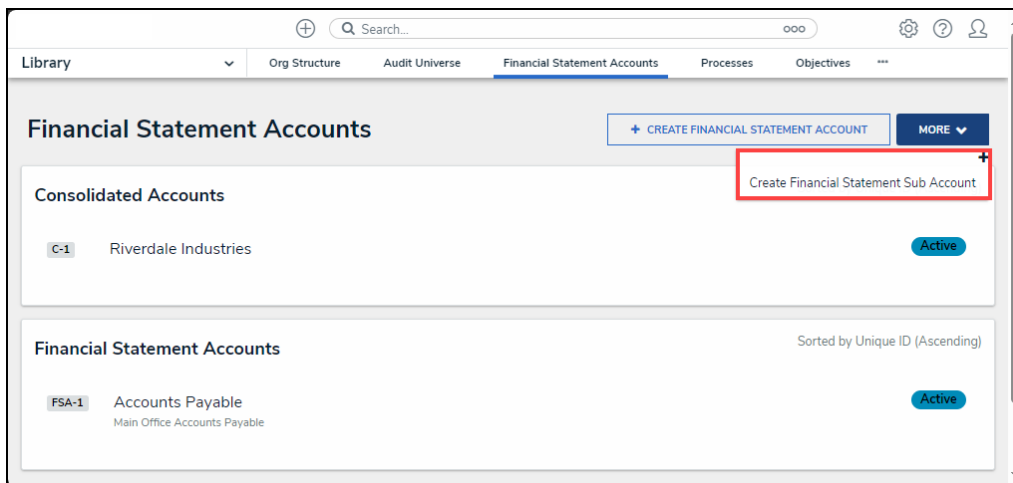 Search...
Library Org Structure Audit Universe Financial Statement Accounts Processes Objectives ...
Financial Statement Accounts + CREATE FINANCIAL STATEMENT ACCOUNT MORE
+
Create Financial Statement Sub Account
Consolidated Accounts
C-1 Riverdale Industries Active
Financial Statement Accounts Sorted by Unique ID (Ascending)
FSA-1 Accounts Payable Active
Main Office Accounts Payable